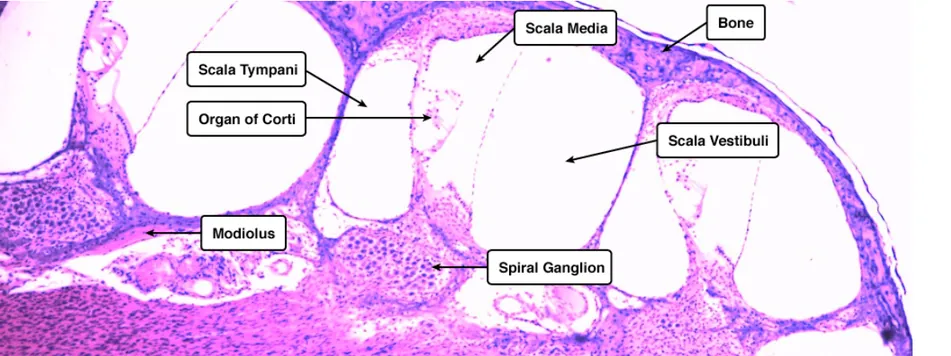 Scala Media
Bone
Scala Tympani
Organ of Corti
Scala Vestibuli
Modiolus
Spiral Ganglion